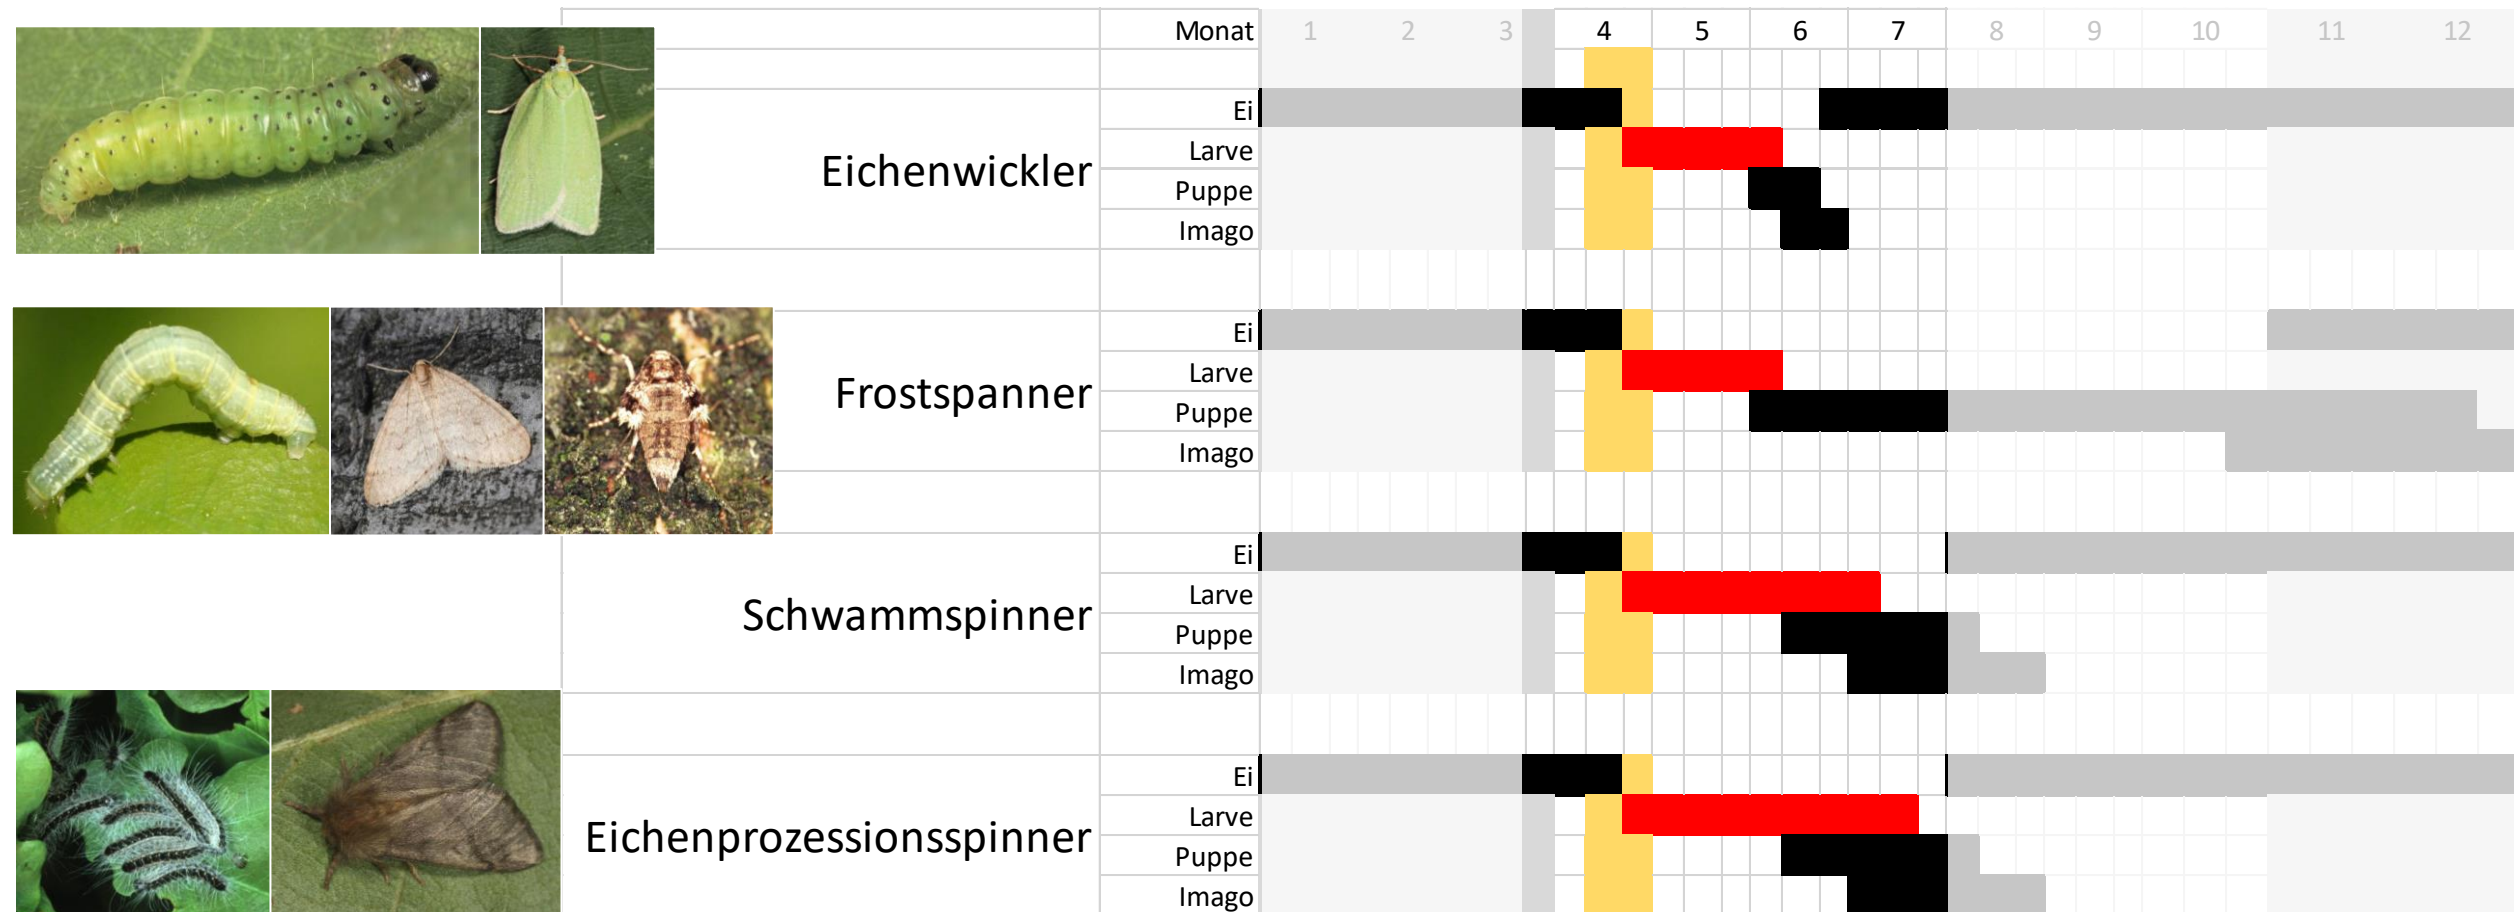 Monat 1 2 3 4 5 6 7 8 9 10 11 12
Eichenwickler
Ei
Larve
Puppe
Imago
Frostspanner
Ei
Larve
Puppe
Imago
Schwammspinner
Ei
Larve
Puppe
Imago
Eichenprozessionsspinner
Ei
Larve
Puppe
Imago